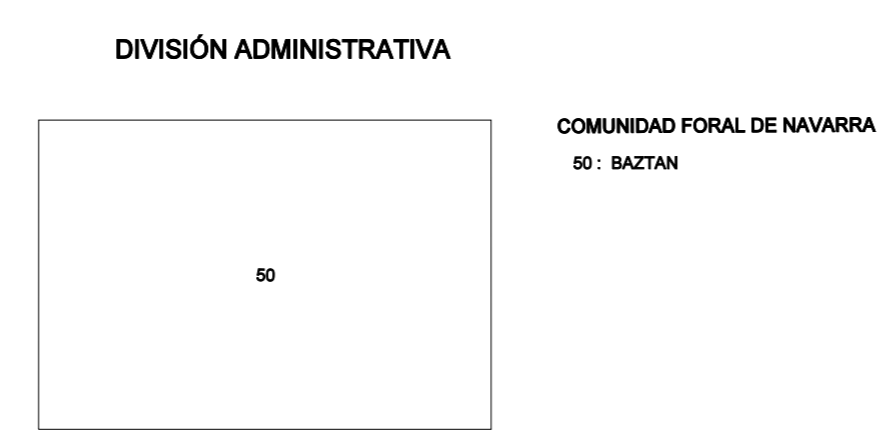 DIVISIÓN ADMINISTRATIVA
COMUNIDAD FORAL DE NAVARRA
50 : BAZTAN
50